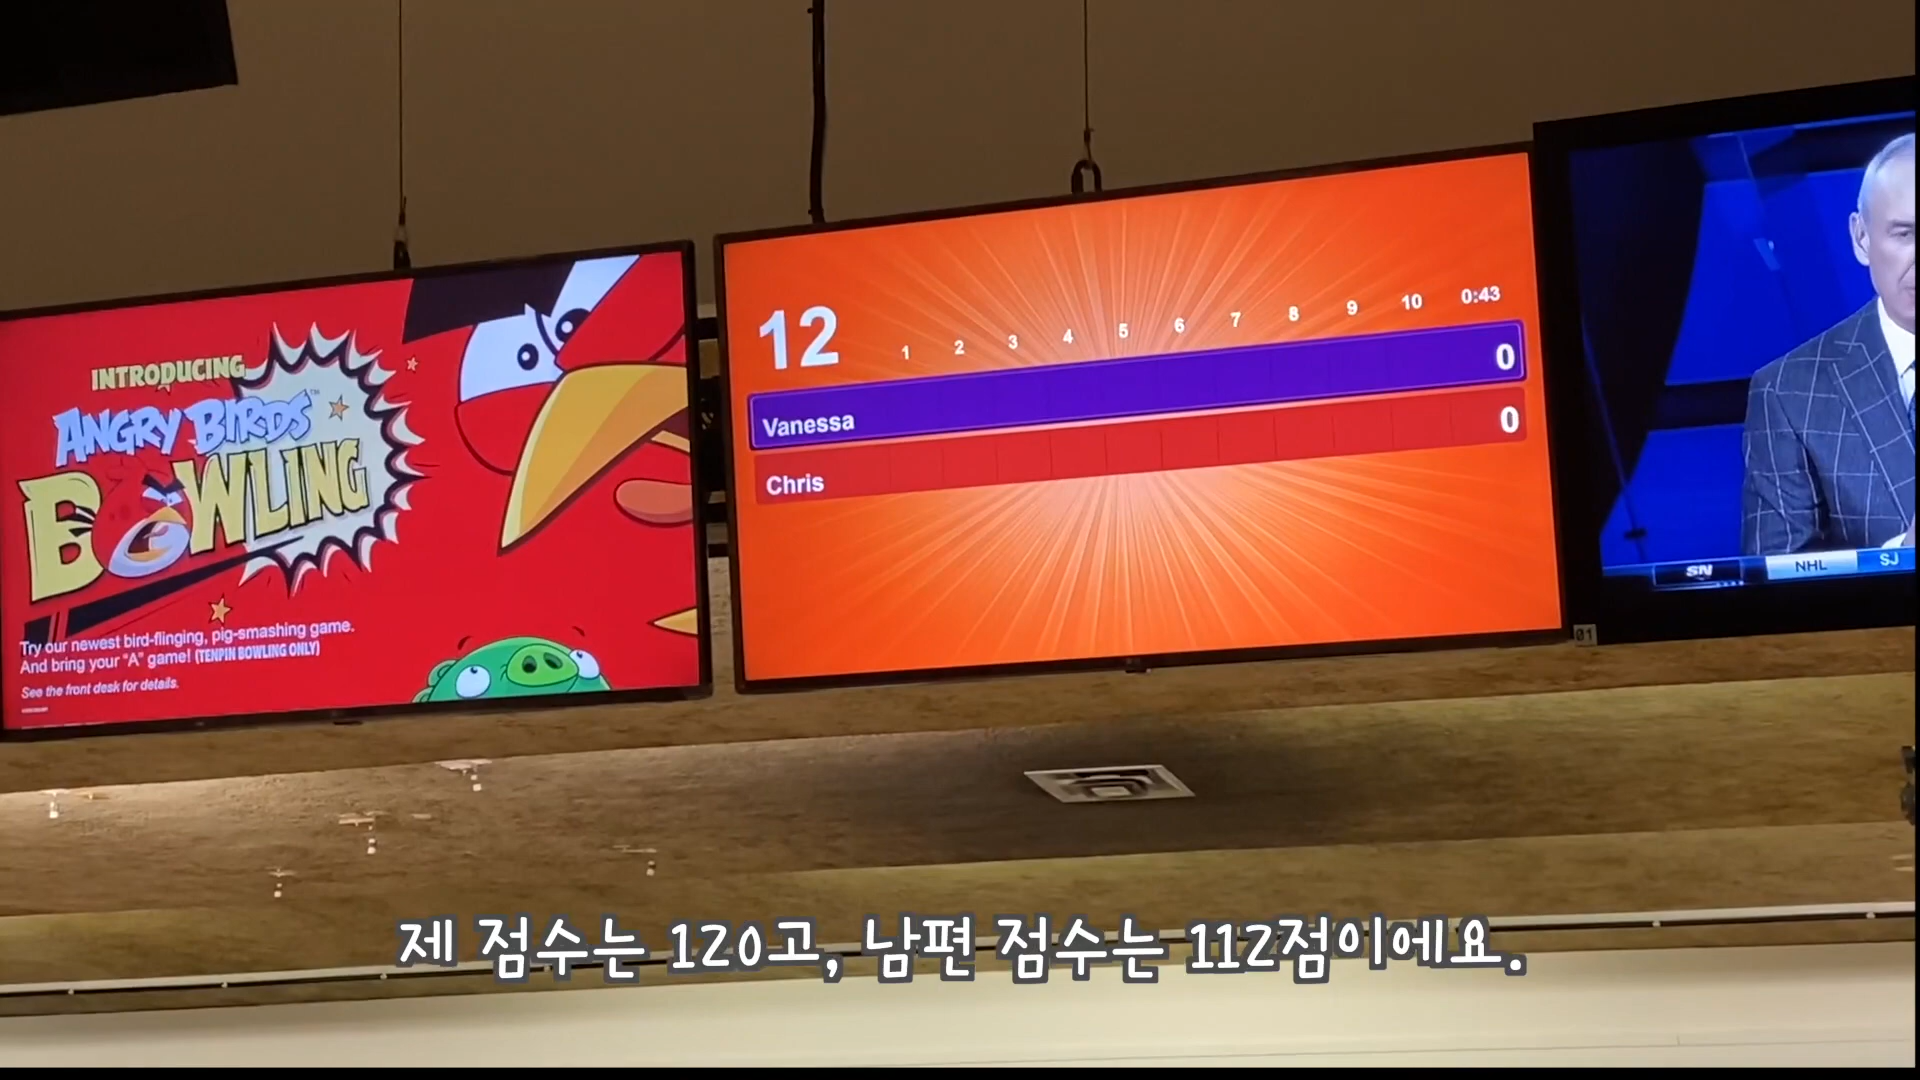 INTRODUCING
ANGRY BIRDS™
BOWLING
Try our newest bird-flinging, pig-smashing game.
And bring your "A" game! (TENPIN BOWLING ONLY)
See the front desk for details.
12 1 2 3 4 5 6 7 8 9 10 0:43
Vanessa 0
Chris 0
SN NHL SJ
01
제 점수는 120고, 남편 점수는 112점이에요.